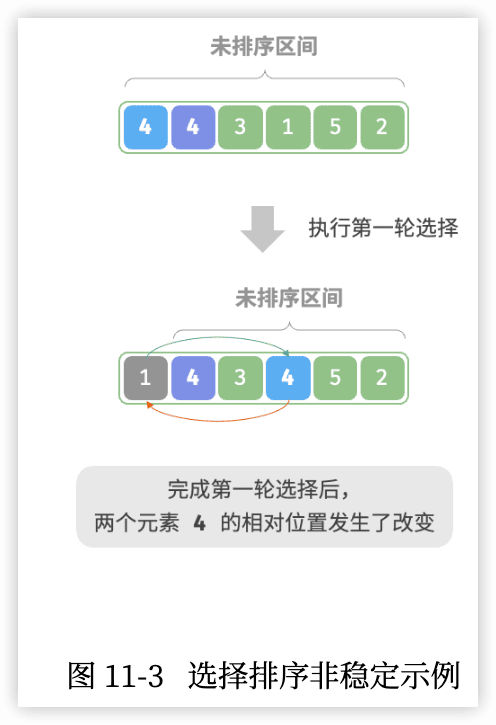 未排序区间
4 4 3 1 5 2
执行第一轮选择
未排序区间
1 4 3 4 5 2
完成第一轮选择后，
两个元素 4 的相对位置发生了改变
图 11-3 选择排序非稳定示例